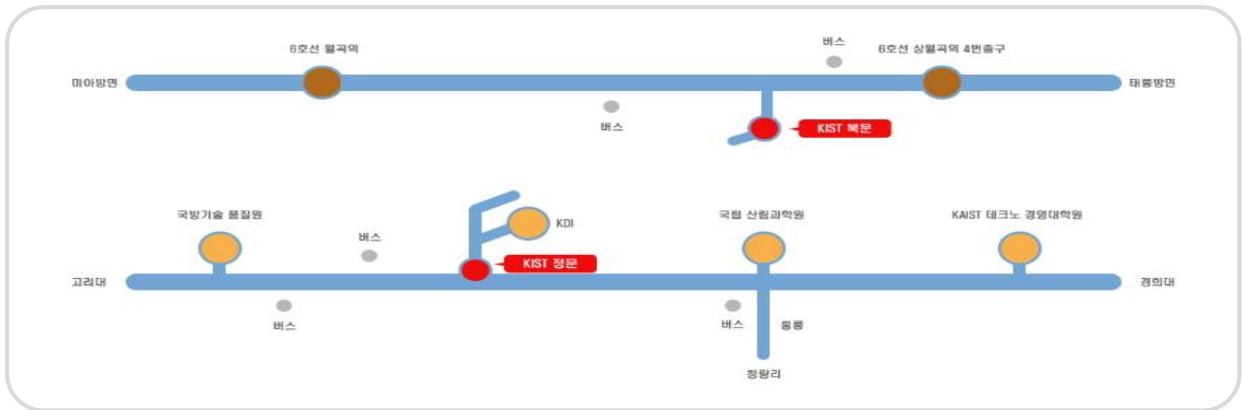 6호선 월곡역
버스
6호선 상월곡역 4번출구
미아방면
태릉방면
버스
KIST 북문
국방기술 품질원
버스
KDI
국립 산림과학원
KAIST 테크노 경영대학원
KIST 정문
고려대
경희대
버스
버스
홍릉
청량리